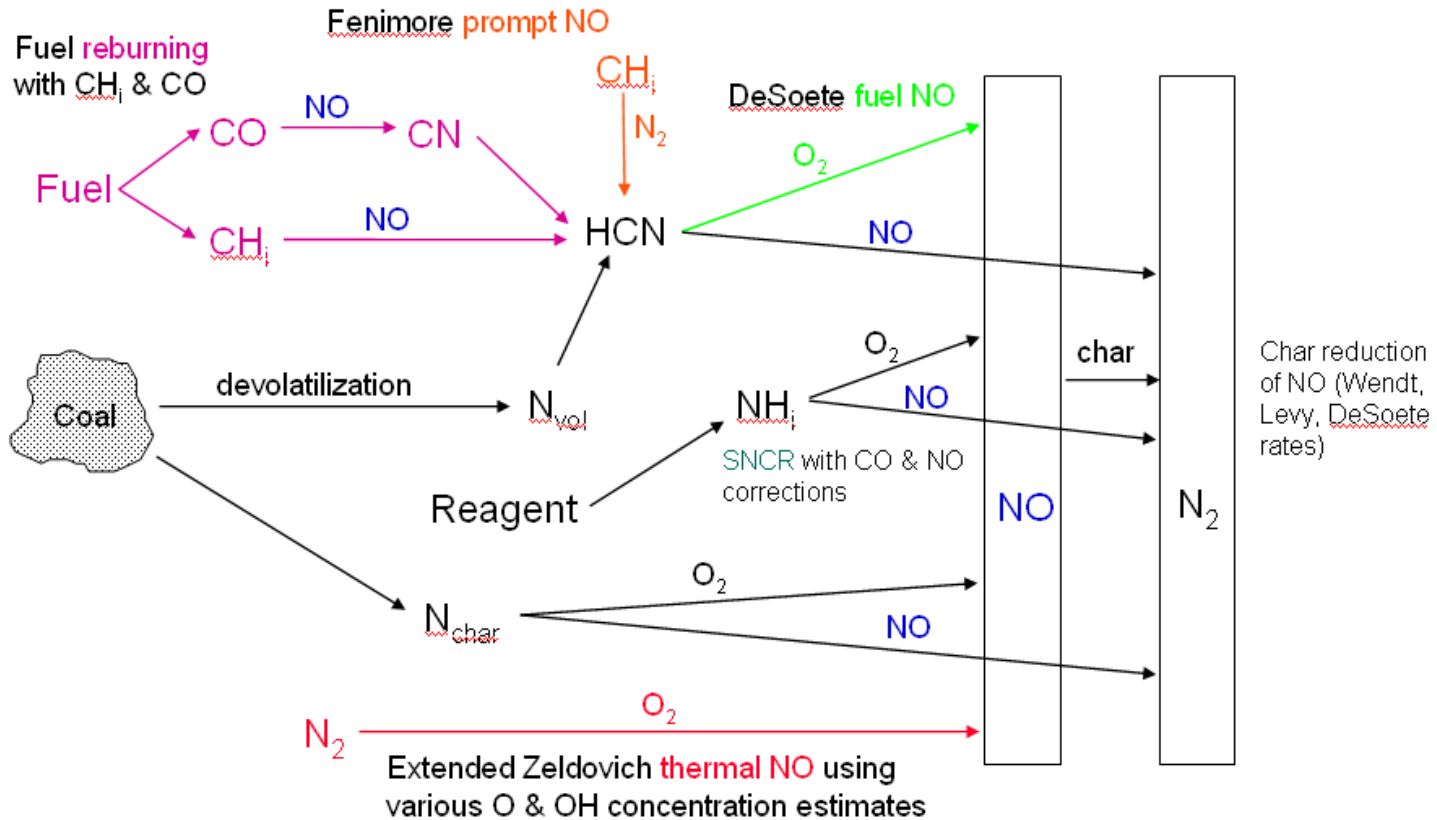 Fenimore prompt NO
Fuel reburning
with CHi & CO
CHi
DeSoete fuel NO
NO
CO
CN
N2
O2
Fuel
NO
CHi
HCN
NO
O2
char
Char reduction
of NO (Wendt,
Levy, DeSoete
rates)
devolatilization
Coal
Nvol
NHi
NO
SNCR with CO & NO
corrections
Reagent
NO
N2
O2
Nchar
NO
O2
N2
Extended Zeldovich thermal NO using
various O & OH concentration estimates